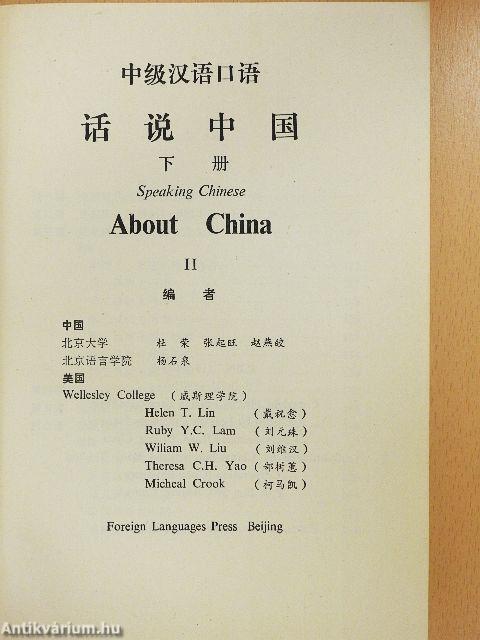 中级汉语口语
话说中国
下册
Speaking Chinese
About China
II
编者
中国
北京大学 杜荣 张起旺 赵燕皎
北京语言学院 杨石泉
美国
Wellesley College (威斯理学院)
Helen T. Lin (戴祝悆)
Ruby Y.C. Lam (刘元珠)
Wiliam W. Liu (刘维汉)
Theresa C.H. Yao (邹树蕙)
Micheal Crook (柯马凯)
Foreign Languages Press Beijing
Antikvárium.hu